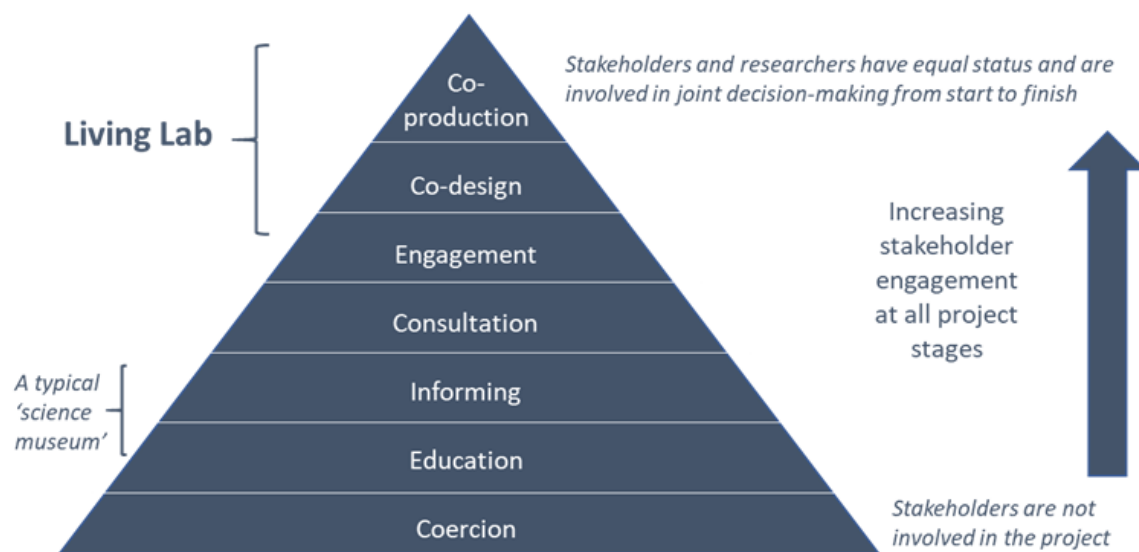 Stakeholders and researchers have equal status and are
involved in joint decision-making from start to finish
Co-
production
Living Lab
Co-design
Increasing
stakeholder
engagement
at all project
stages
Engagement
Consultation
A typical
‘science
museum’
Informing
Education
Stakeholders are not
involved in the project
Coercion